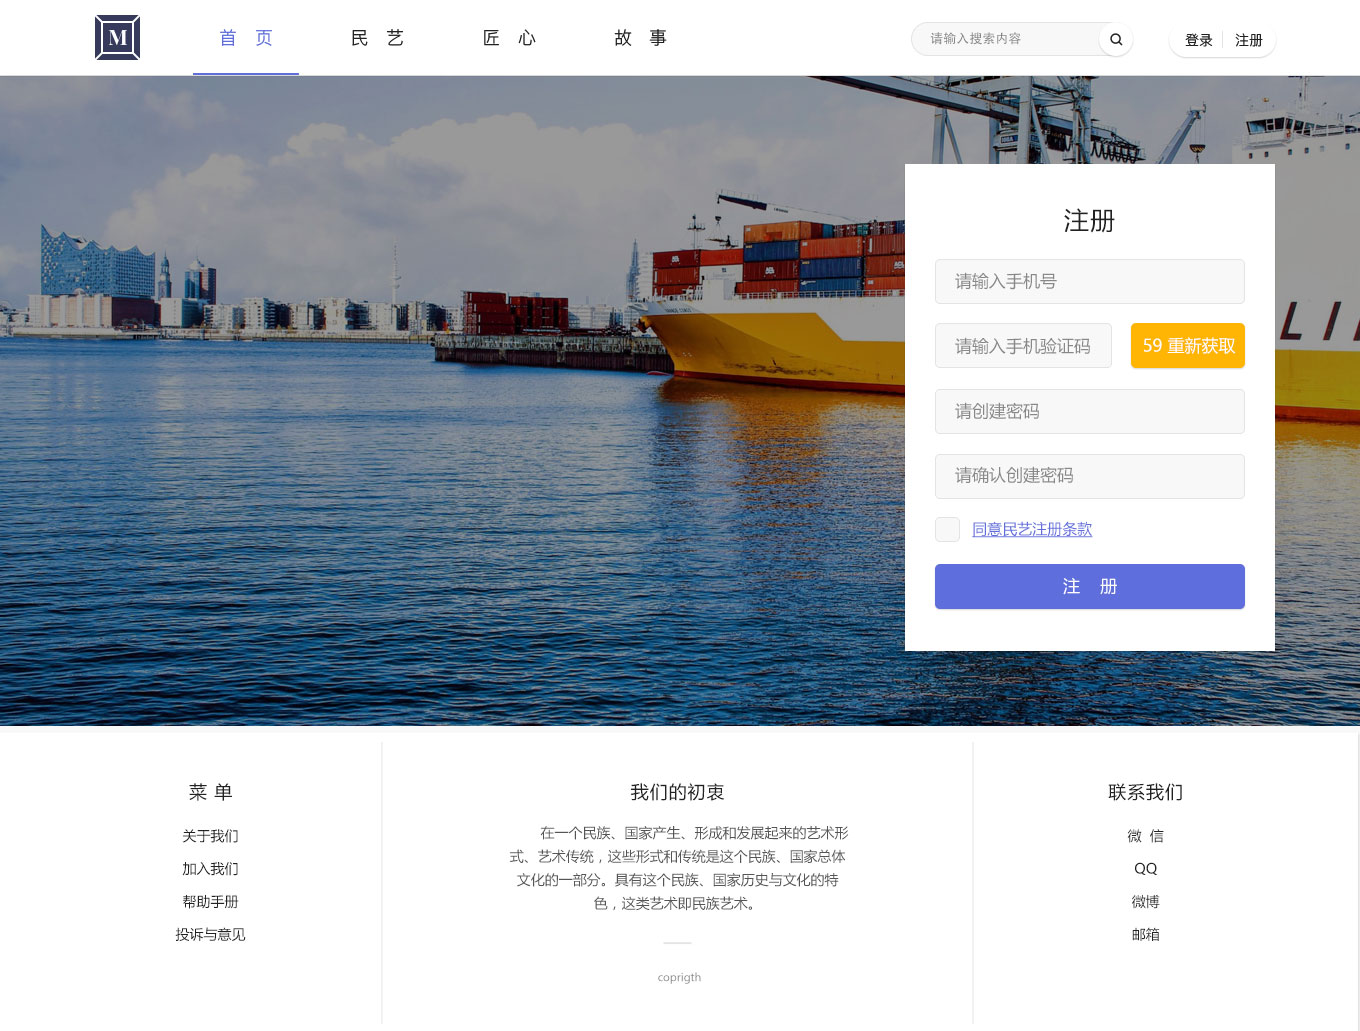 M
首 页
民 艺
匠 心
故 事
请输入搜索内容
登录
注册
注册
请输入手机号
请输入手机验证码
59 重新获取
请创建密码
请确认创建密码
同意民艺注册条款
注 册
菜 单
关于我们
加入我们
帮助手册
投诉与意见
我们的初衷
在一个民族、国家产生、形成和发展起来的艺术形
式、艺术传统，这些形式和传统是这个民族、国家总体
文化的一部分。具有这个民族、国家历史与文化的特
色，这类艺术即民族艺术。
coprigth
联系我们
微 信
QQ
微博
邮箱